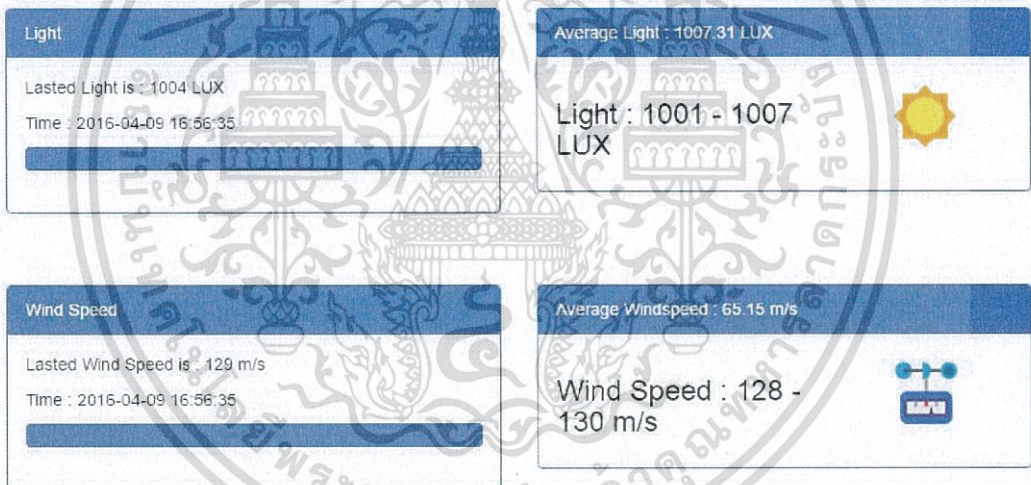 Light
Lasted Light is : 1004 LUX
Time : 2016-04-09 16:56:35
Average Light : 1007.31 LUX
Light : 1001 - 1007
LUX
Wind Speed
Lasted Wind Speed is : 129 m/s
Time : 2016-04-09 16:56:35
Average Windspeed : 65.15 m/s
Wind Speed : 128 -
130 m/s